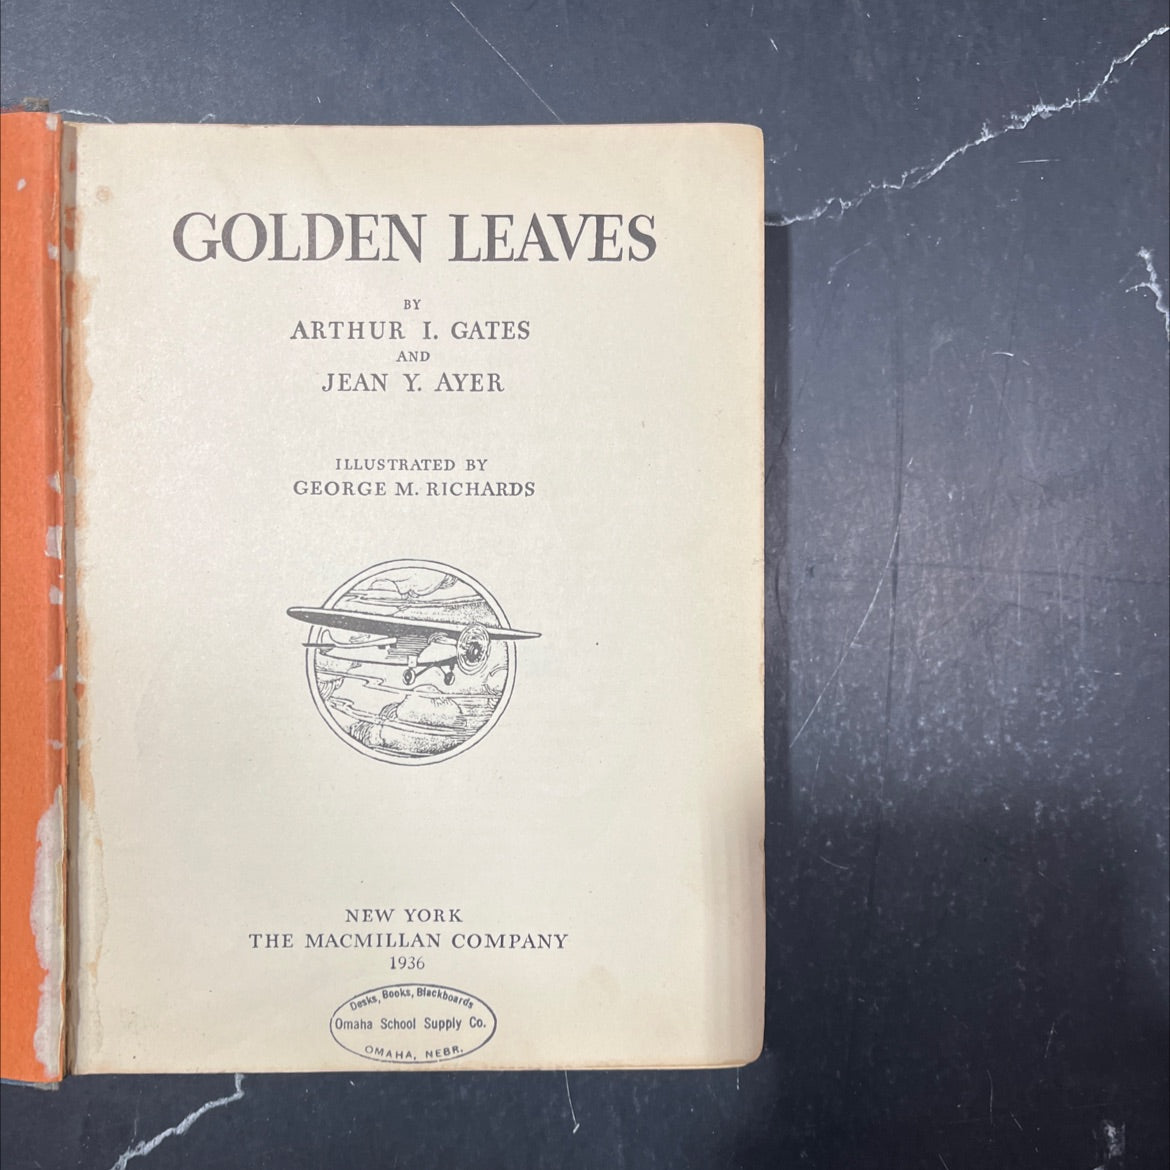 GOLDEN LEAVES
BY
ARTHUR I. GATES
AND
JEAN Y. AYER
ILLUSTRATED BY
GEORGE M. RICHARDS
NEW YORK
THE MACMILLAN COMPANY
1936
Desks, Books, Blackboards
Omaha School Supply Co.
OMAHA, NEBR.